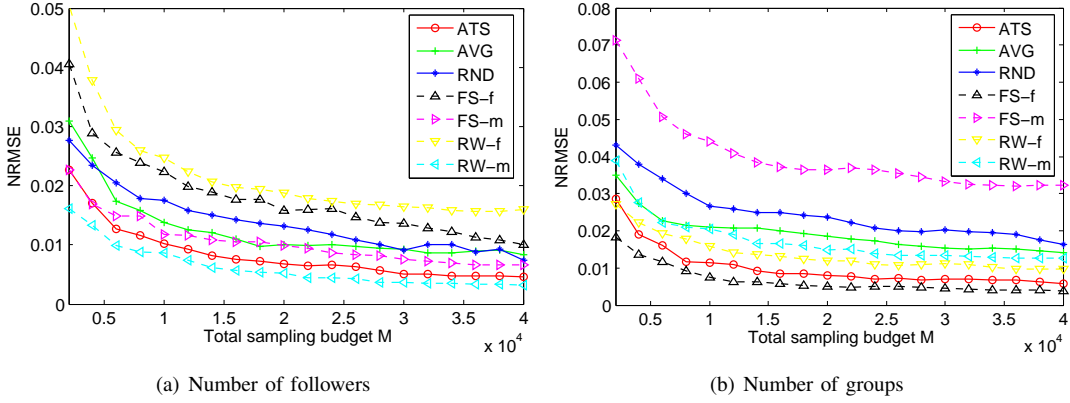 0.05
0.04
0.03
0.02
0.01
0
NRMSE
0.5 1 1.5 2 2.5 3 3.5 4
Total sampling budget M
x 10^4
ATS
AVG
RND
FS−f
FS−m
RW−f
RW−m
(a) Number of followers
0.08
0.07
0.06
0.05
0.04
0.03
0.02
0.01
0
NRMSE
0.5 1 1.5 2 2.5 3 3.5 4
Total sampling budget M
x 10^4
ATS
AVG
RND
FS−f
FS−m
RW−f
RW−m
(b) Number of groups